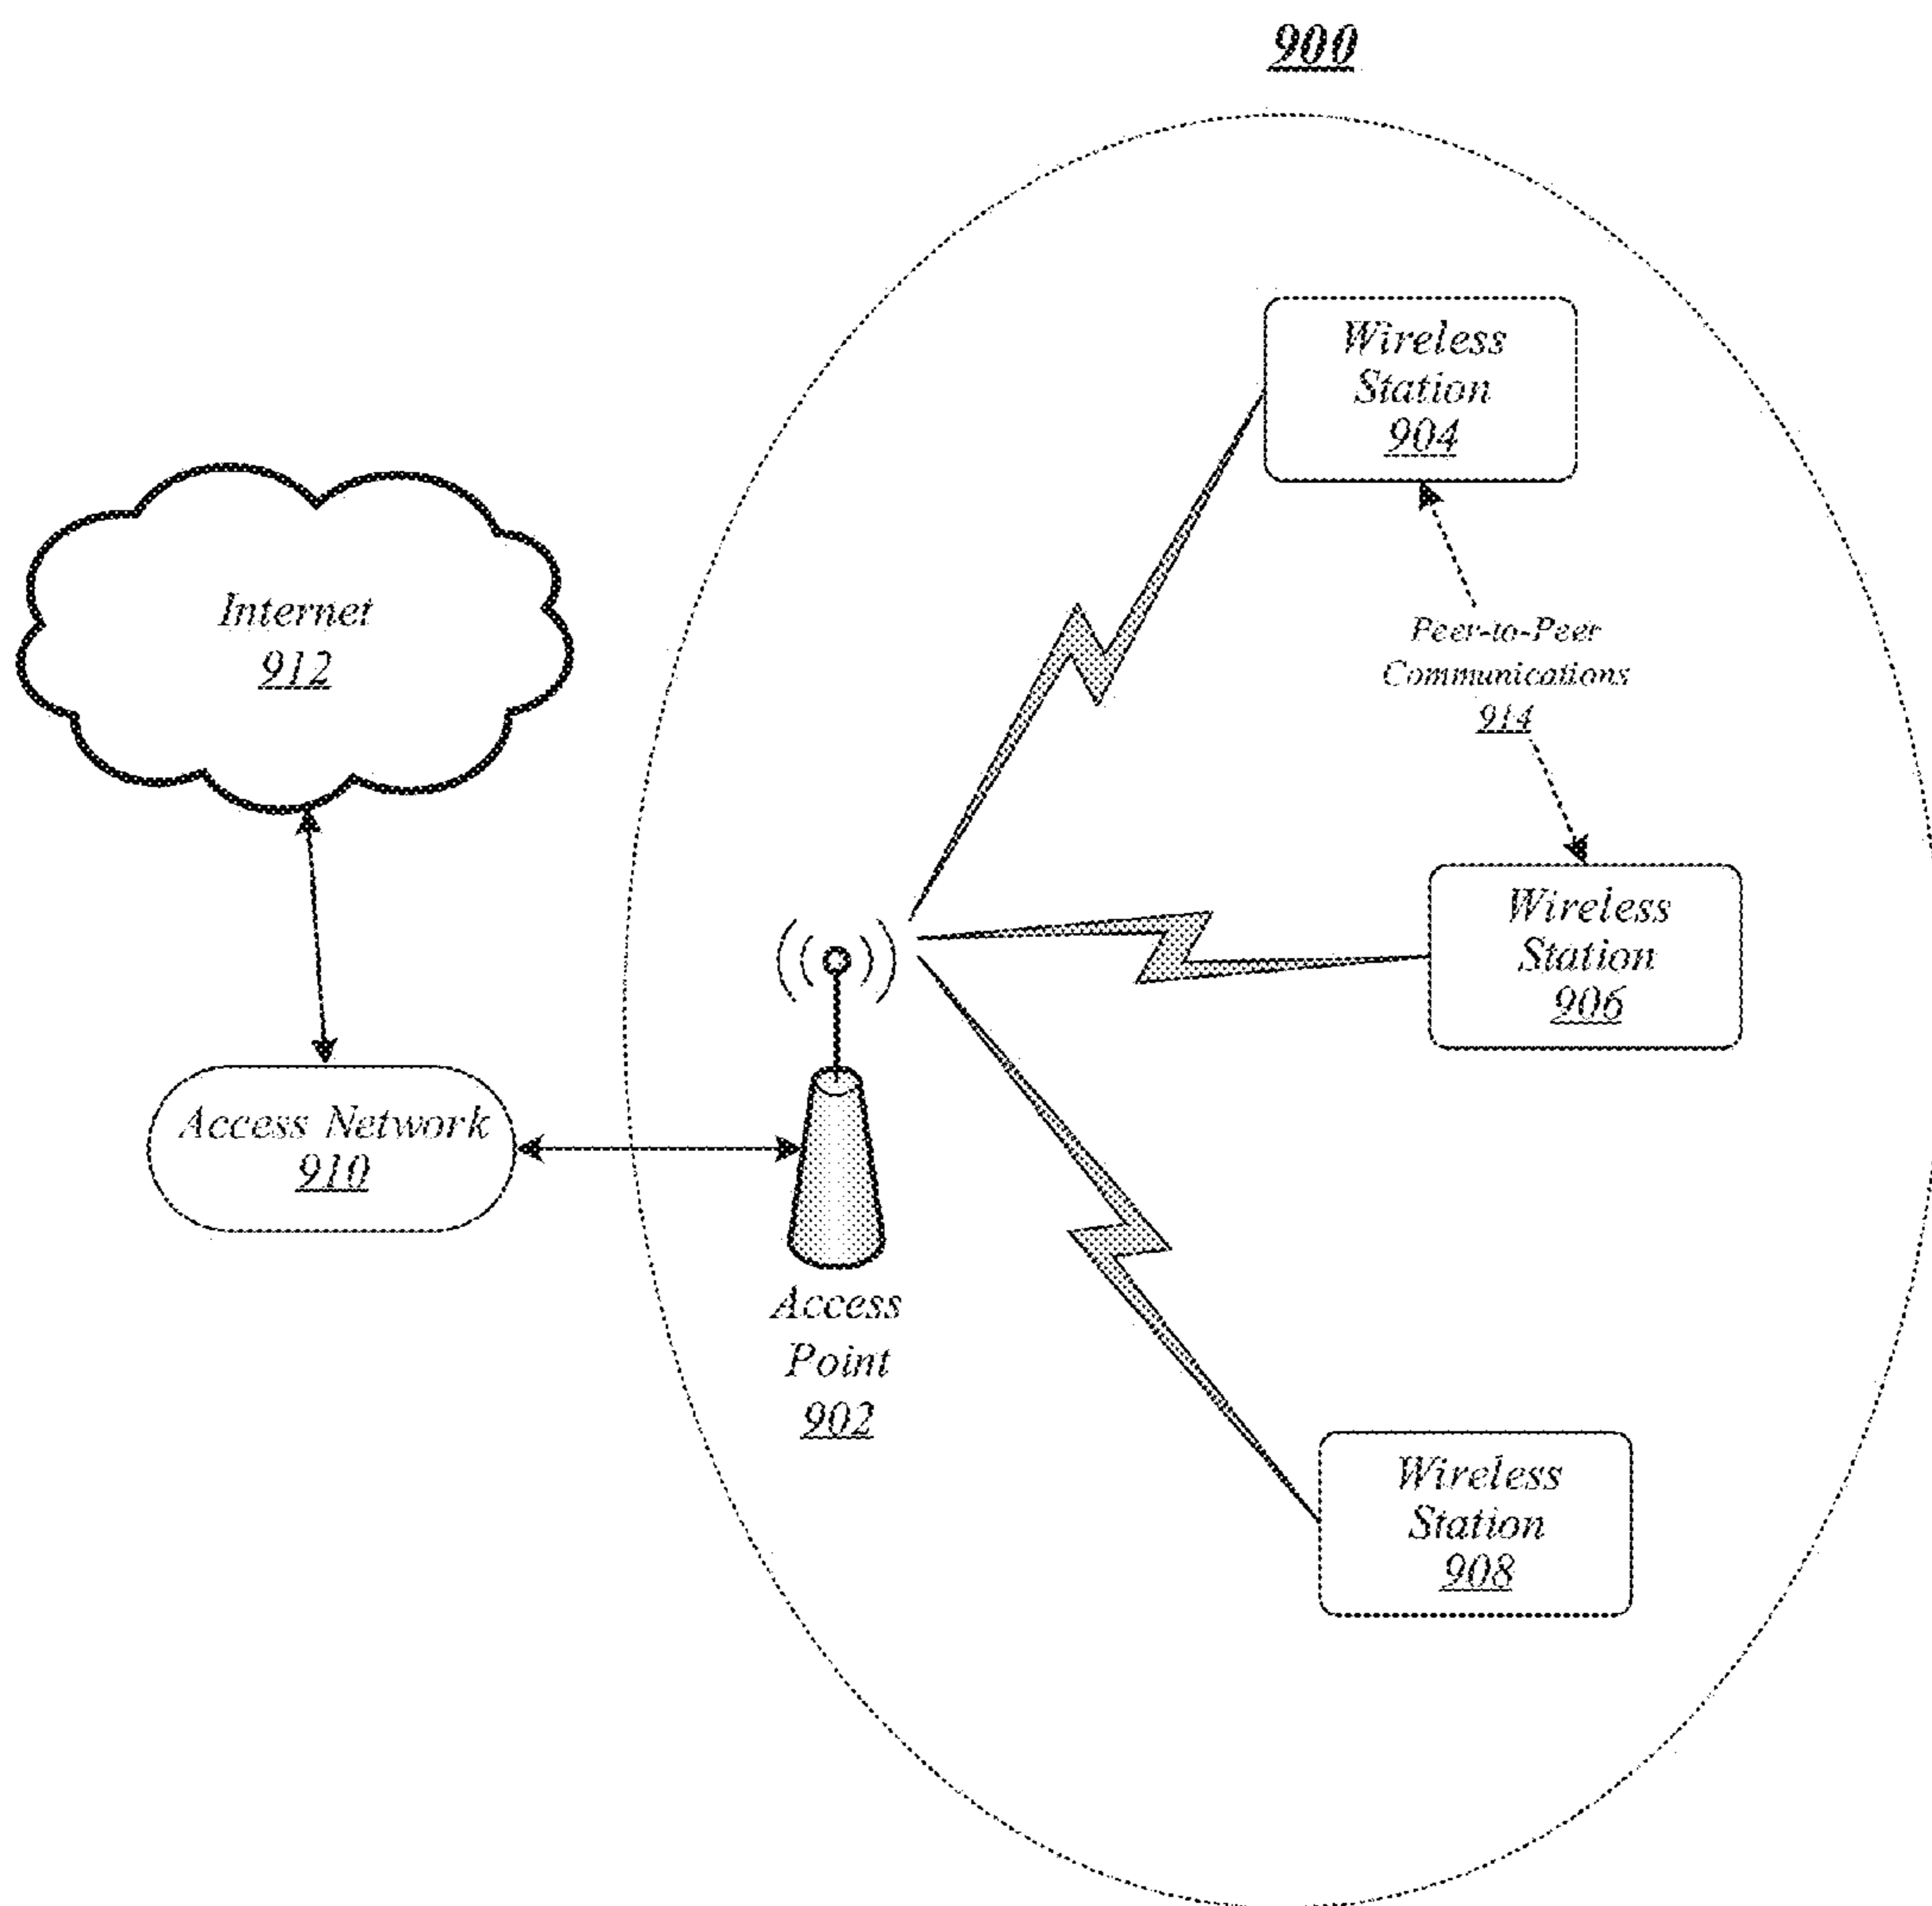 900
Wireless
Station
904
Internet
912
Peer-to-Peer
Communications
914
Wireless
Station
906
Access Network
910
Access
Point
902
Wireless
Station
908